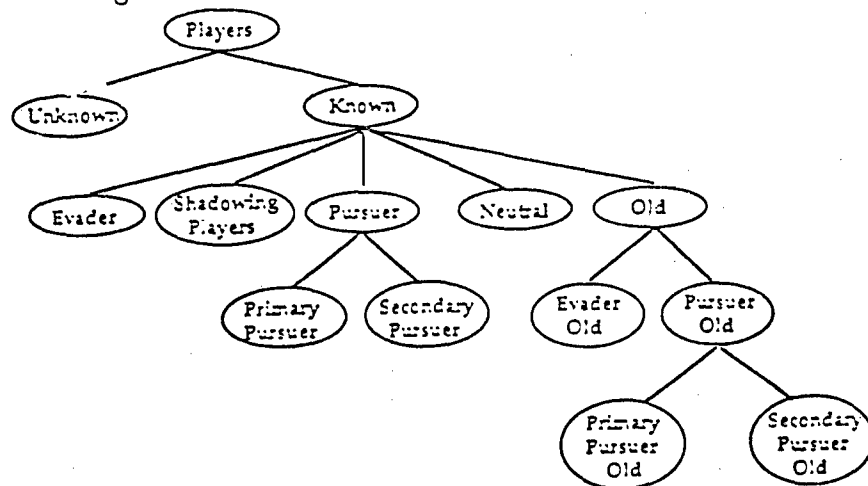 Players
Unknown
Known
Evader
Shadowing
Players
Pursuer
Neutral
Old
Primary
Pursuer
Secondary
Pursuer
Evader
Old
Pursuer
Old
Primary
Pursuer
Old
Secondary
Pursuer
Old